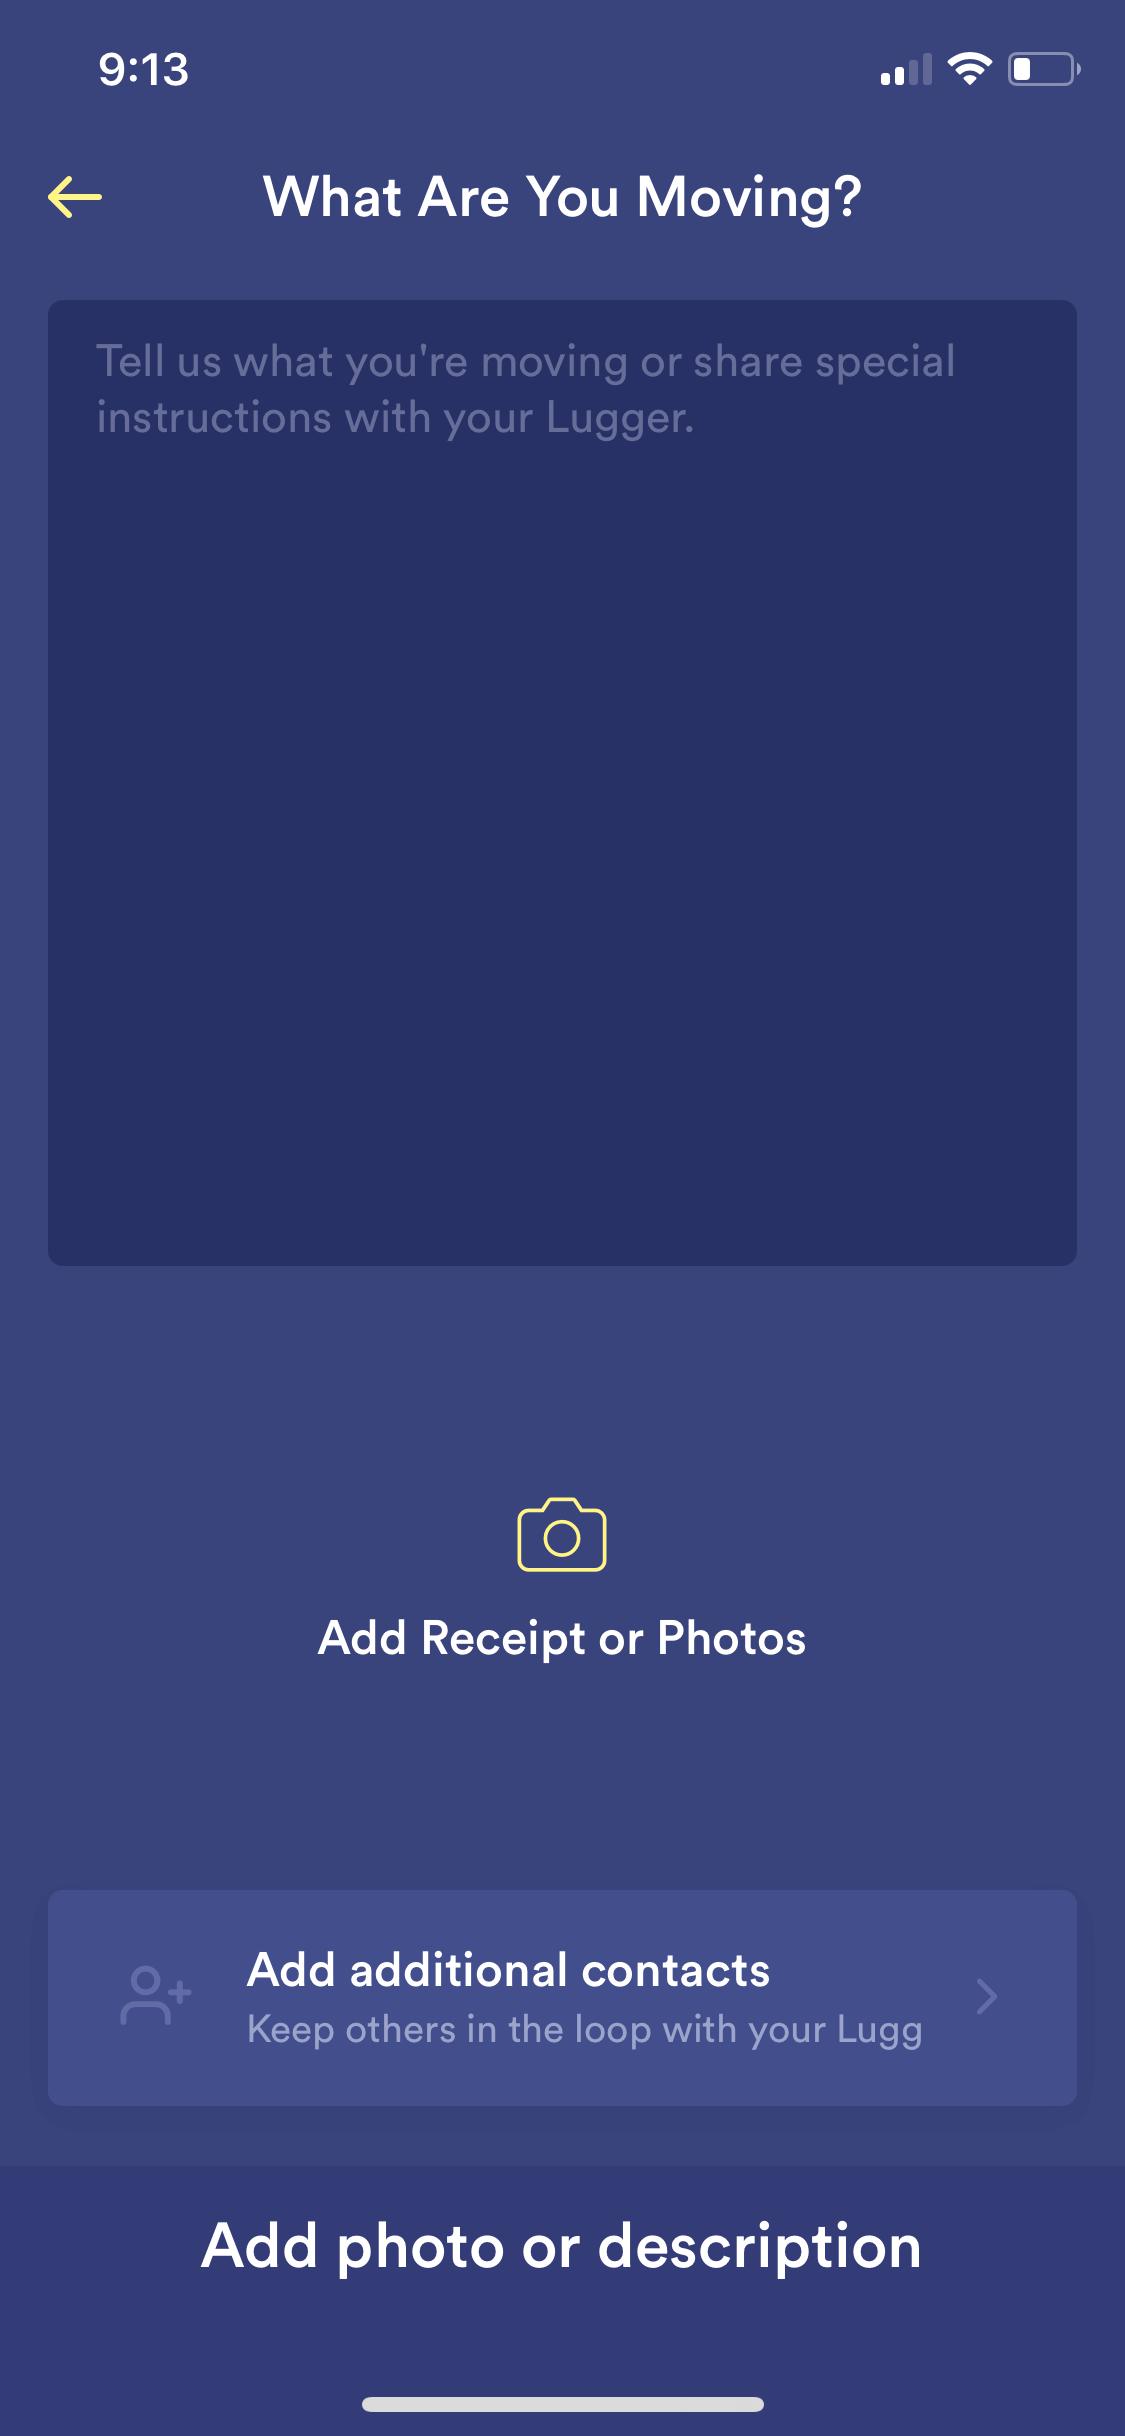 9:13
What Are You Moving?
Tell us what you're moving or share special
instructions with your Lugger.
Add Receipt or Photos
Add additional contacts
Keep others in the loop with your Lugg
Add photo or description